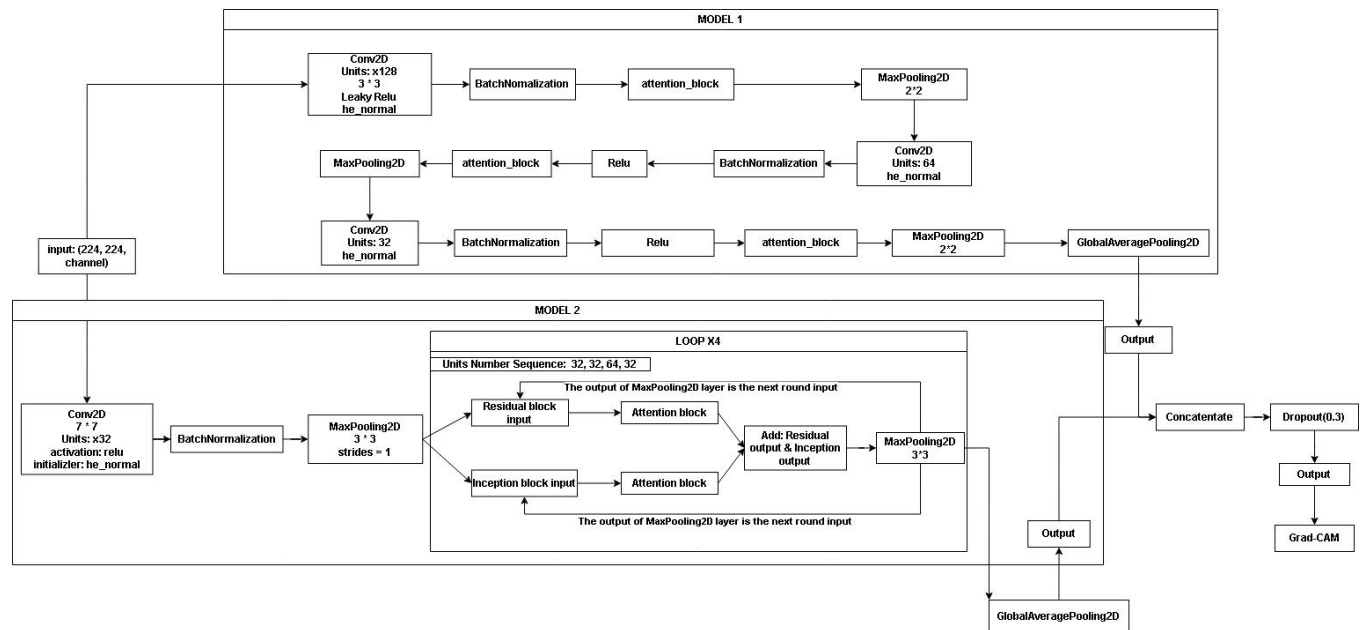 MODEL 1
Conv2D
Units: x128
3 * 3
Leaky Relu
he_normal
BatchNomalization
attention_block
MaxPooling2D
2*2
Conv2D
Units: 64
he_normal
BatchNormalization
Relu
attention_block
MaxPooling2D
Conv2D
Units: 32
he_normal
BatchNormalization
Relu
attention_block
MaxPooling2D
2*2
GlobalAveragePooling2D
input: (224, 224,
channel)
Output
MODEL 2
Conv2D
7 * 7
Units: x32
activation: relu
initializler: he_normal
BatchNormalization
MaxPooling2D
3 * 3
strides = 1
LOOP X4
Units Number Sequence: 32, 32, 64, 32
The output of MaxPooling2D layer is the next round input
Residual block
input
Attention block
Inception block input
Attention block
Add: Residual
output & Inception
output
MaxPooling2D
3*3
The output of MaxPooling2D layer is the next round input
GlobalAveragePooling2D
Output
Concatentate
Dropout(0.3)
Output
Grad-CAM